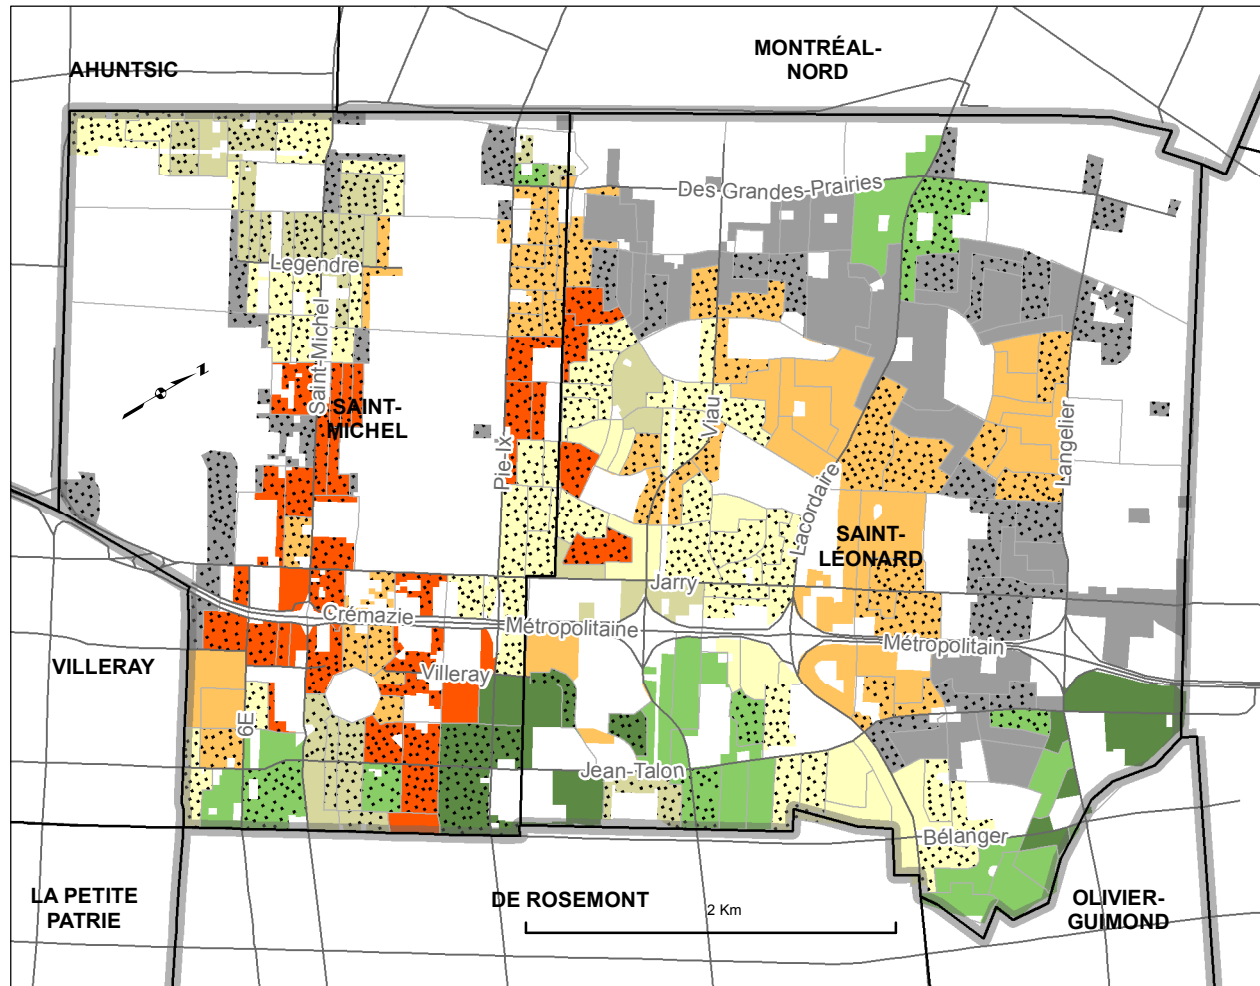 AHUNTSIC
MONTRÉAL-
NORD
Des Grandes-Prairies
Legendre
Saint-Michel
SAINT-
MICHEL
Pie-Ix
Viau
Lacordaire
Langelier
SAINT-
LÉONARD
Jarry
Crémazie
Métropolitaine
Métropolitain
VILLERAY
Villeray
6E
Jean-Talon
Bélanger
LA PETITE
PATRIE
DE ROSEMONT
2 Km
OLIVIER-
GUIMOND